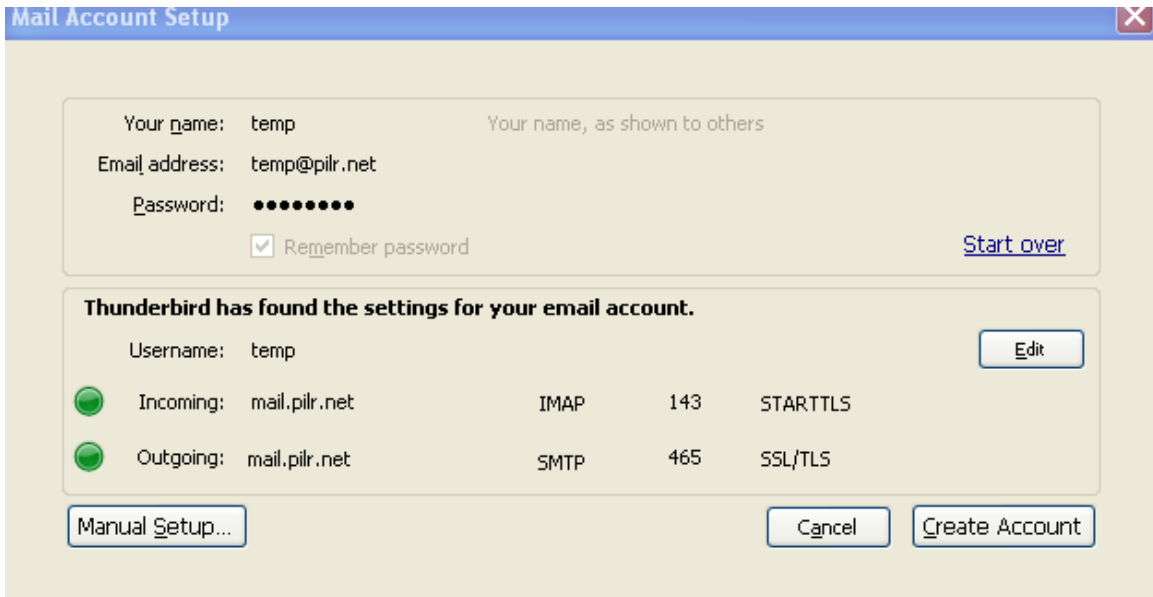 Mail Account Setup
Your name: temp Your name, as shown to others
Email address: temp@pilr.net
Password: ●●●●●●●●
Remember password
Start over
Thunderbird has found the settings for your email account.
Username: temp Edit
Incoming: mail.pilr.net IMAP 143 STARTTLS
Outgoing: mail.pilr.net SMTP 465 SSL/TLS
Manual Setup... Cancel Create Account